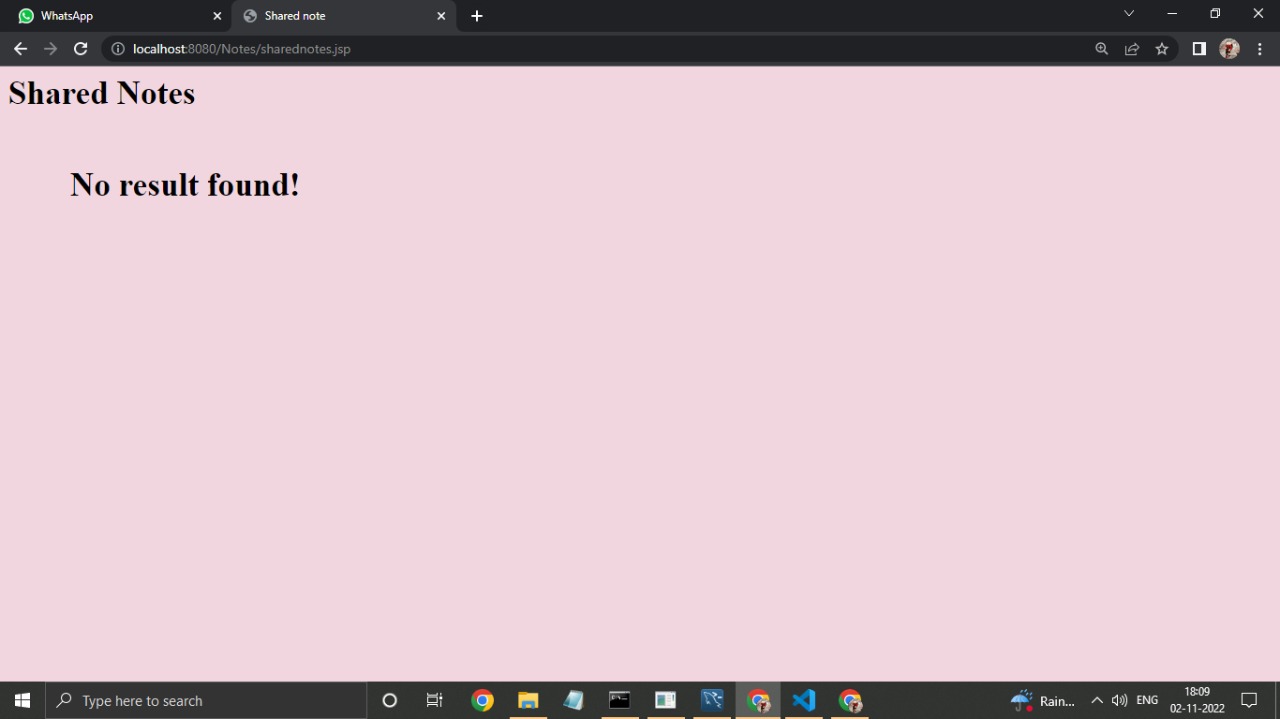 WhatsApp
Shared note
localhost:8080/Notes/sharednotes.jsp
Shared Notes
No result found!
Type here to search
Rain...
ENG
18:09
02-11-2022